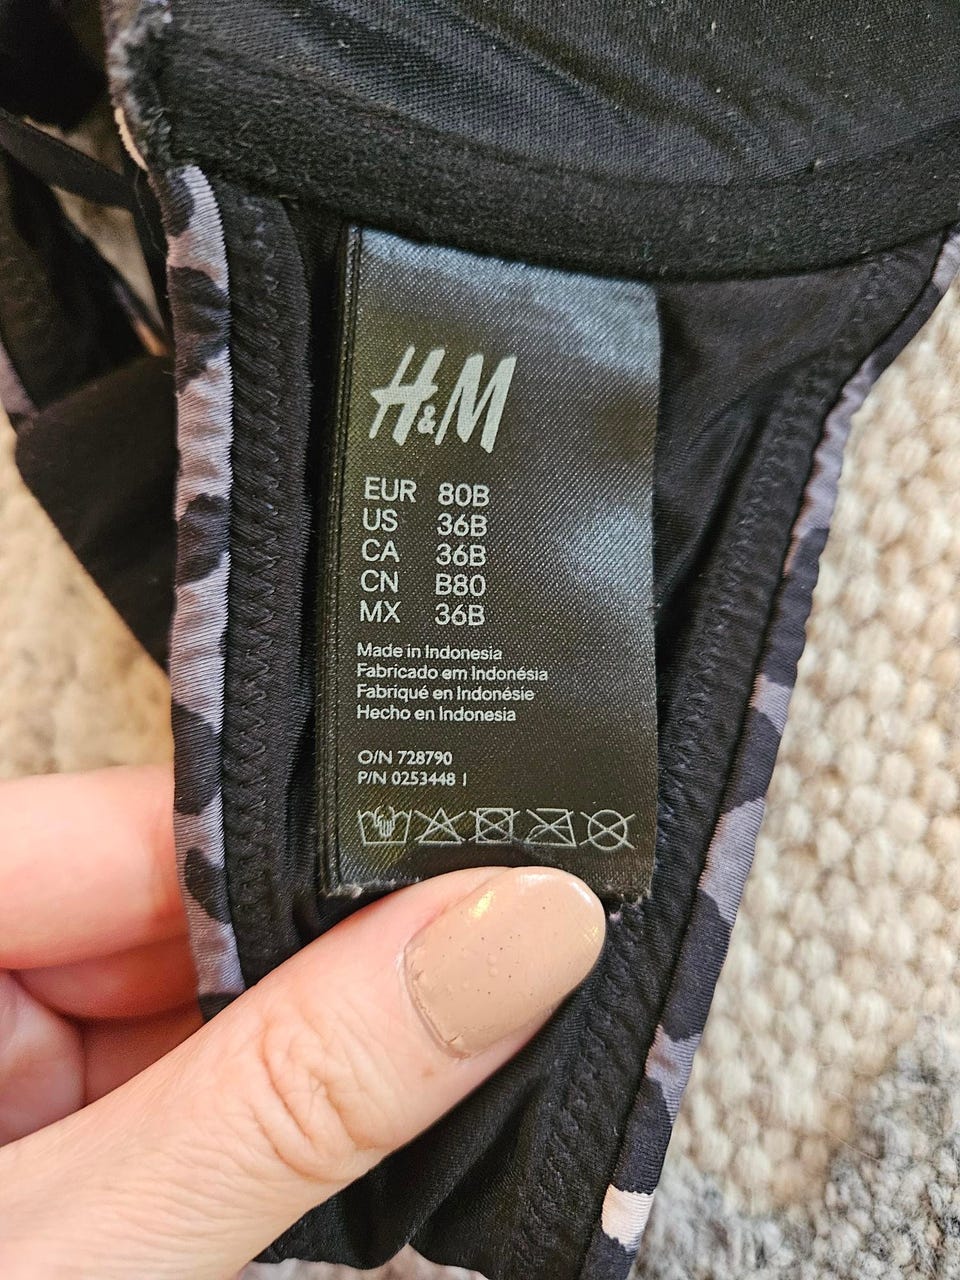 H&M
EUR 80B
US 36B
CA 36B
CN B80
MX 36B
Made in Indonesia
Fabricado em Indonésia
Fabriqué en Indonésie
Hecho en Indonesia
O/N 728790
P/N 0253448 1